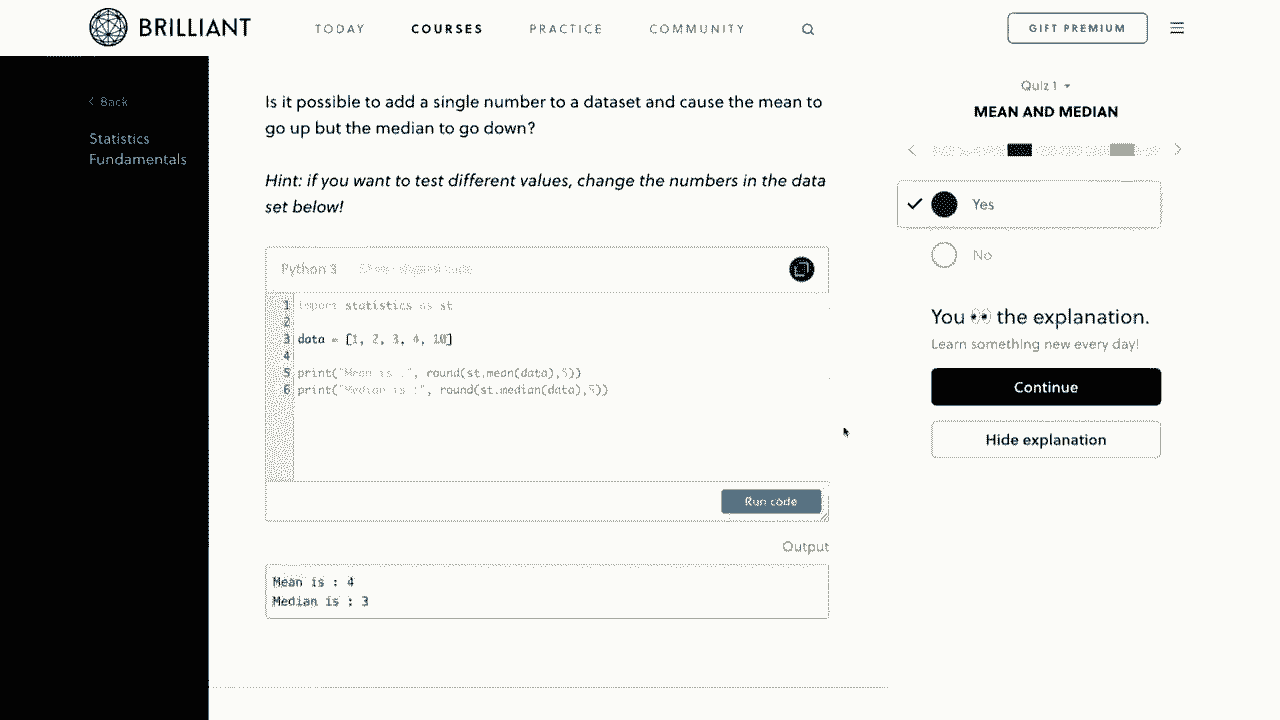 BRILLIANT
TODAY
COURSES
PRACTICE
COMMUNITY
GIFT PREMIUM
Back
Statistics
Fundamentals
Is it possible to add a single number to a dataset and cause the mean to
go up but the median to go down?
Hint: if you want to test different values, change the numbers in the data
set below!
Python 3
1 import statistics as st
2
3 data = [1, 2, 3, 4, 10]
4
5 print("Mean is :", round(st.mean(data),5))
6 print("Median is :", round(st.median(data),5))
Run code
Output
Mean is : 4
Median is : 3
Quiz 1
MEAN AND MEDIAN
Yes
No
You 👀 the explanation.
Learn something new every day!
Continue
Hide explanation